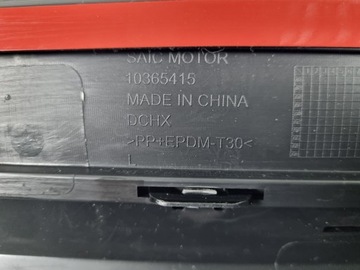 SAIC MOTOR
10365415
MADE IN CHINA
DCHX
>PP+EPDM-T30<
L